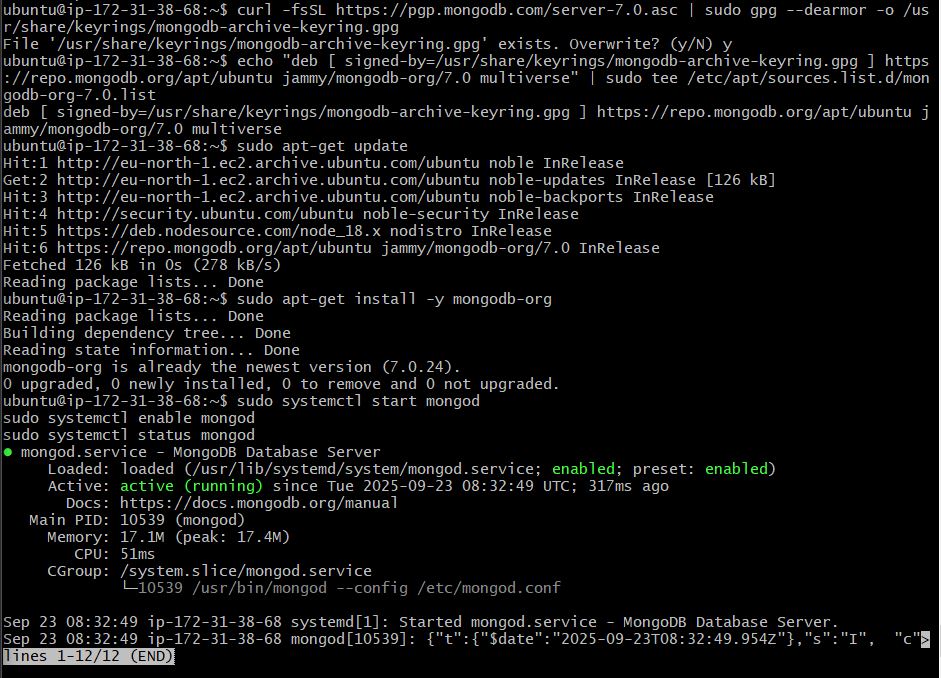 ubuntu@ip-172-31-38-68:~$ curl -fsSL https://pgp.mongodb.com/server-7.0.asc | sudo gpg --dearmor -o /us
r/share/keyrings/mongodb-archive-keyring.gpg
File '/usr/share/keyrings/mongodb-archive-keyring.gpg' exists. Overwrite? (y/N) y
ubuntu@ip-172-31-38-68:~$ echo "deb [ signed-by=/usr/share/keyrings/mongodb-archive-keyring.gpg ] https
://repo.mongodb.org/apt/ubuntu jammy/mongodb-org/7.0 multiverse" | sudo tee /etc/apt/sources.list.d/mon
godb-org-7.0.list
deb [ signed-by=/usr/share/keyrings/mongodb-archive-keyring.gpg ] https://repo.mongodb.org/apt/ubuntu j
ammy/mongodb-org/7.0 multiverse
ubuntu@ip-172-31-38-68:~$ sudo apt-get update
Hit:1 http://eu-north-1.ec2.archive.ubuntu.com/ubuntu noble InRelease
Get:2 http://eu-north-1.ec2.archive.ubuntu.com/ubuntu noble-updates InRelease [126 kB]
Hit:3 http://eu-north-1.ec2.archive.ubuntu.com/ubuntu noble-backports InRelease
Hit:4 http://security.ubuntu.com/ubuntu noble-security InRelease
Hit:5 https://deb.nodesource.com/node_18.x nodistro InRelease
Hit:6 https://repo.mongodb.org/apt/ubuntu jammy/mongodb-org/7.0 InRelease
Fetched 126 kB in 0s (278 kB/s)
Reading package lists... Done
ubuntu@ip-172-31-38-68:~$ sudo apt-get install -y mongodb-org
Reading package lists... Done
Building dependency tree... Done
Reading state information... Done
mongodb-org is already the newest version (7.0.24).
0 upgraded, 0 newly installed, 0 to remove and 0 not upgraded.
ubuntu@ip-172-31-38-68:~$ sudo systemctl start mongod
sudo systemctl enable mongod
sudo systemctl status mongod
● mongod.service - MongoDB Database Server
     Loaded: loaded (/usr/lib/systemd/system/mongod.service; enabled; preset: enabled)
     Active: active (running) since Tue 2025-09-23 08:32:49 UTC; 317ms ago
       Docs: https://docs.mongodb.org/manual
   Main PID: 10539 (mongod)
     Memory: 17.1M (peak: 17.4M)
        CPU: 51ms
     CGroup: /system.slice/mongod.service
             └─10539 /usr/bin/mongod --config /etc/mongod.conf

Sep 23 08:32:49 ip-172-31-38-68 systemd[1]: Started mongod.service - MongoDB Database Server.
Sep 23 08:32:49 ip-172-31-38-68 mongod[10539]: {"t":{"$date":"2025-09-23T08:32:49.954Z"},"s":"I",  "c">
lines 1-12/12 (END)